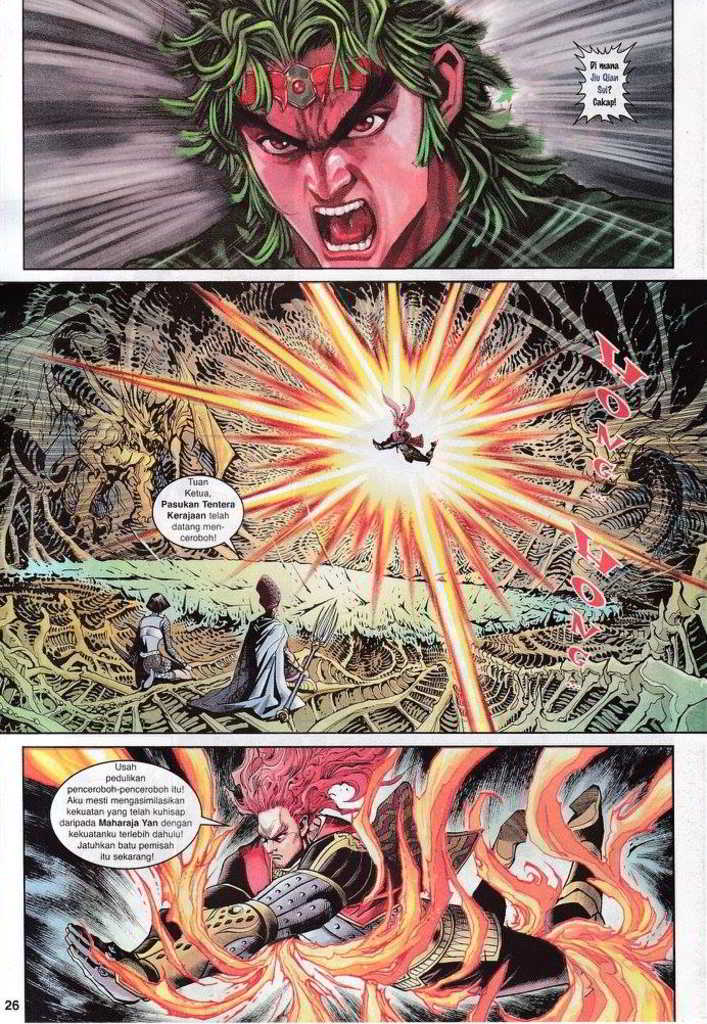 Di mana
Jiu Qian
Sui?
Cakap!
Tuan
Ketua,
Pasukan Tentera
Kerajaan telah
datang men-
ceroboh!
HONG
HONG
Usah
pedulikan
penceroboh-penceroboh itu!
Aku mesti mengasimilasikan
kekuatan yang telah kuhisap
daripada Maharaja Yan dengan
kekuatanku terlebih dahulu!
Jatuhkan batu pemisah
itu sekarang!
26